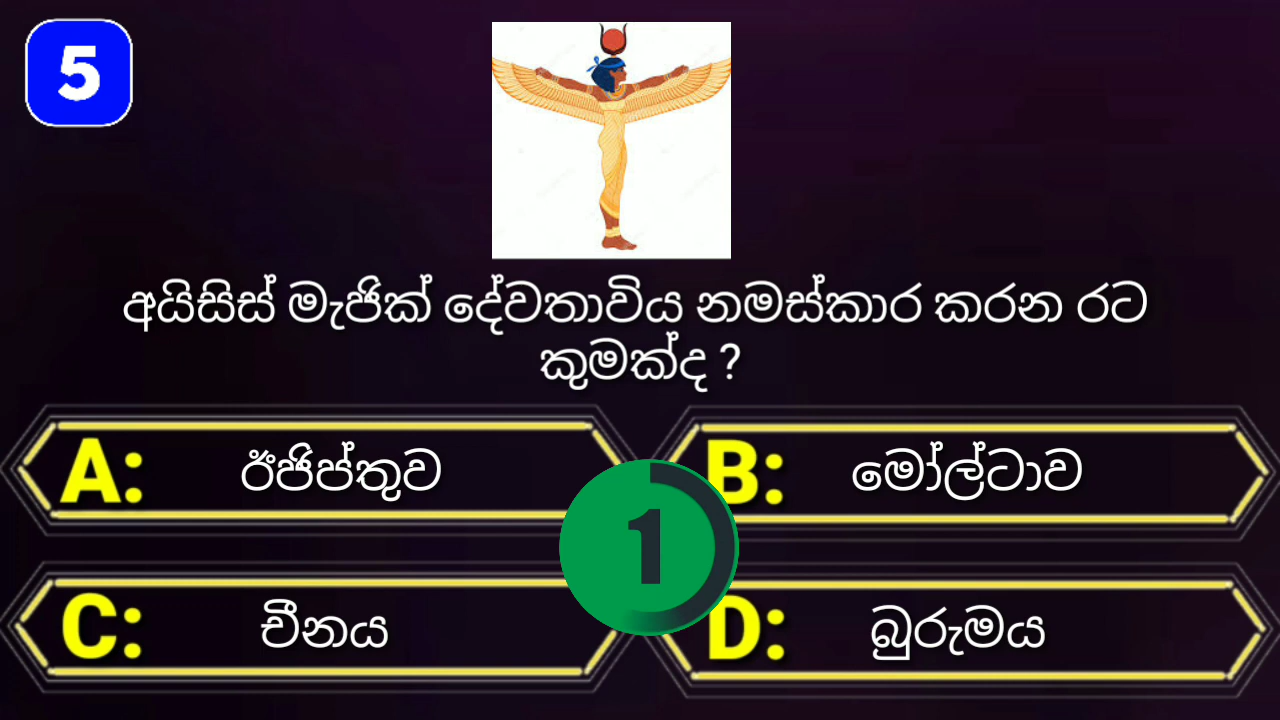 5
අයිසිස් මැජික් දේවතාවිය නමස්කාර කරන රට
කුමක්ද ?
A: ඊජිප්තුව
B: මෝල්ටාව
1
C: චීනය
D: බුරුමය